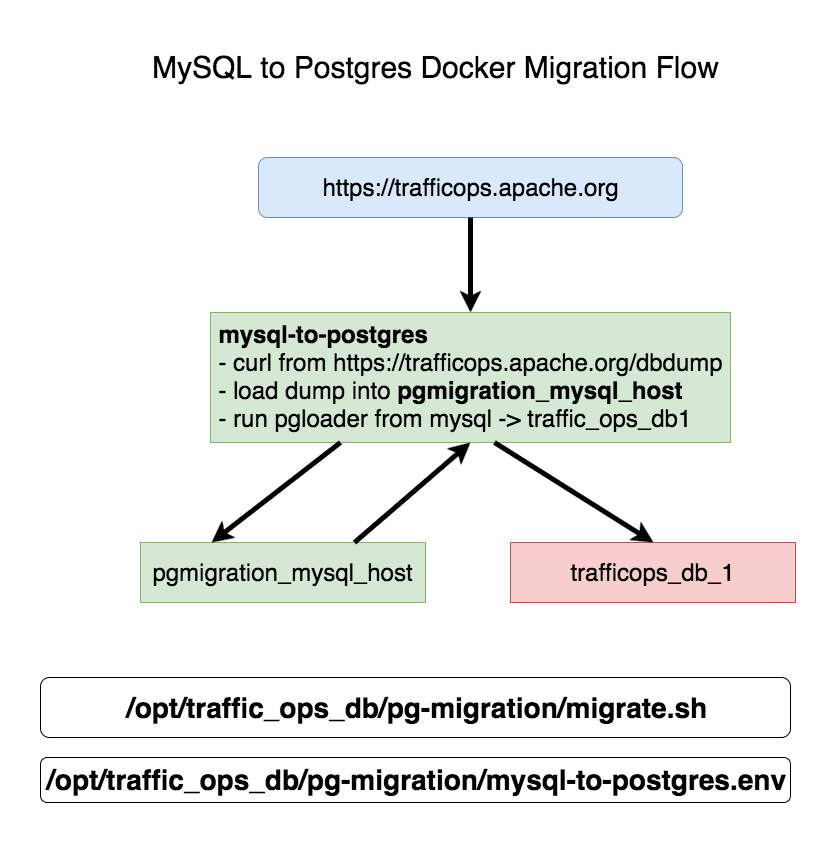 MySQL to Postgres Docker Migration Flow
https://trafficops.apache.org
mysql-to-postgres
- curl from https://trafficops.apache.org/dbdump
- load dump into pgmigration_mysql_host
- run pgloader from mysql -> traffic_ops_db1
pgmigration_mysql_host
trafficops_db_1
/opt/traffic_ops_db/pg-migration/migrate.sh
/opt/traffic_ops_db/pg-migration/mysql-to-postgres.env